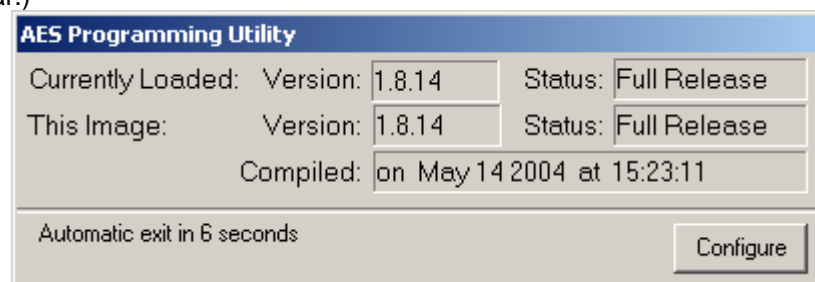 AES Programming Utility
Currently Loaded: Version: 1.8.14 Status: Full Release
This Image: Version: 1.8.14 Status: Full Release
Compiled: on May 14 2004 at 15:23:11
Automatic exit in 6 seconds Configure